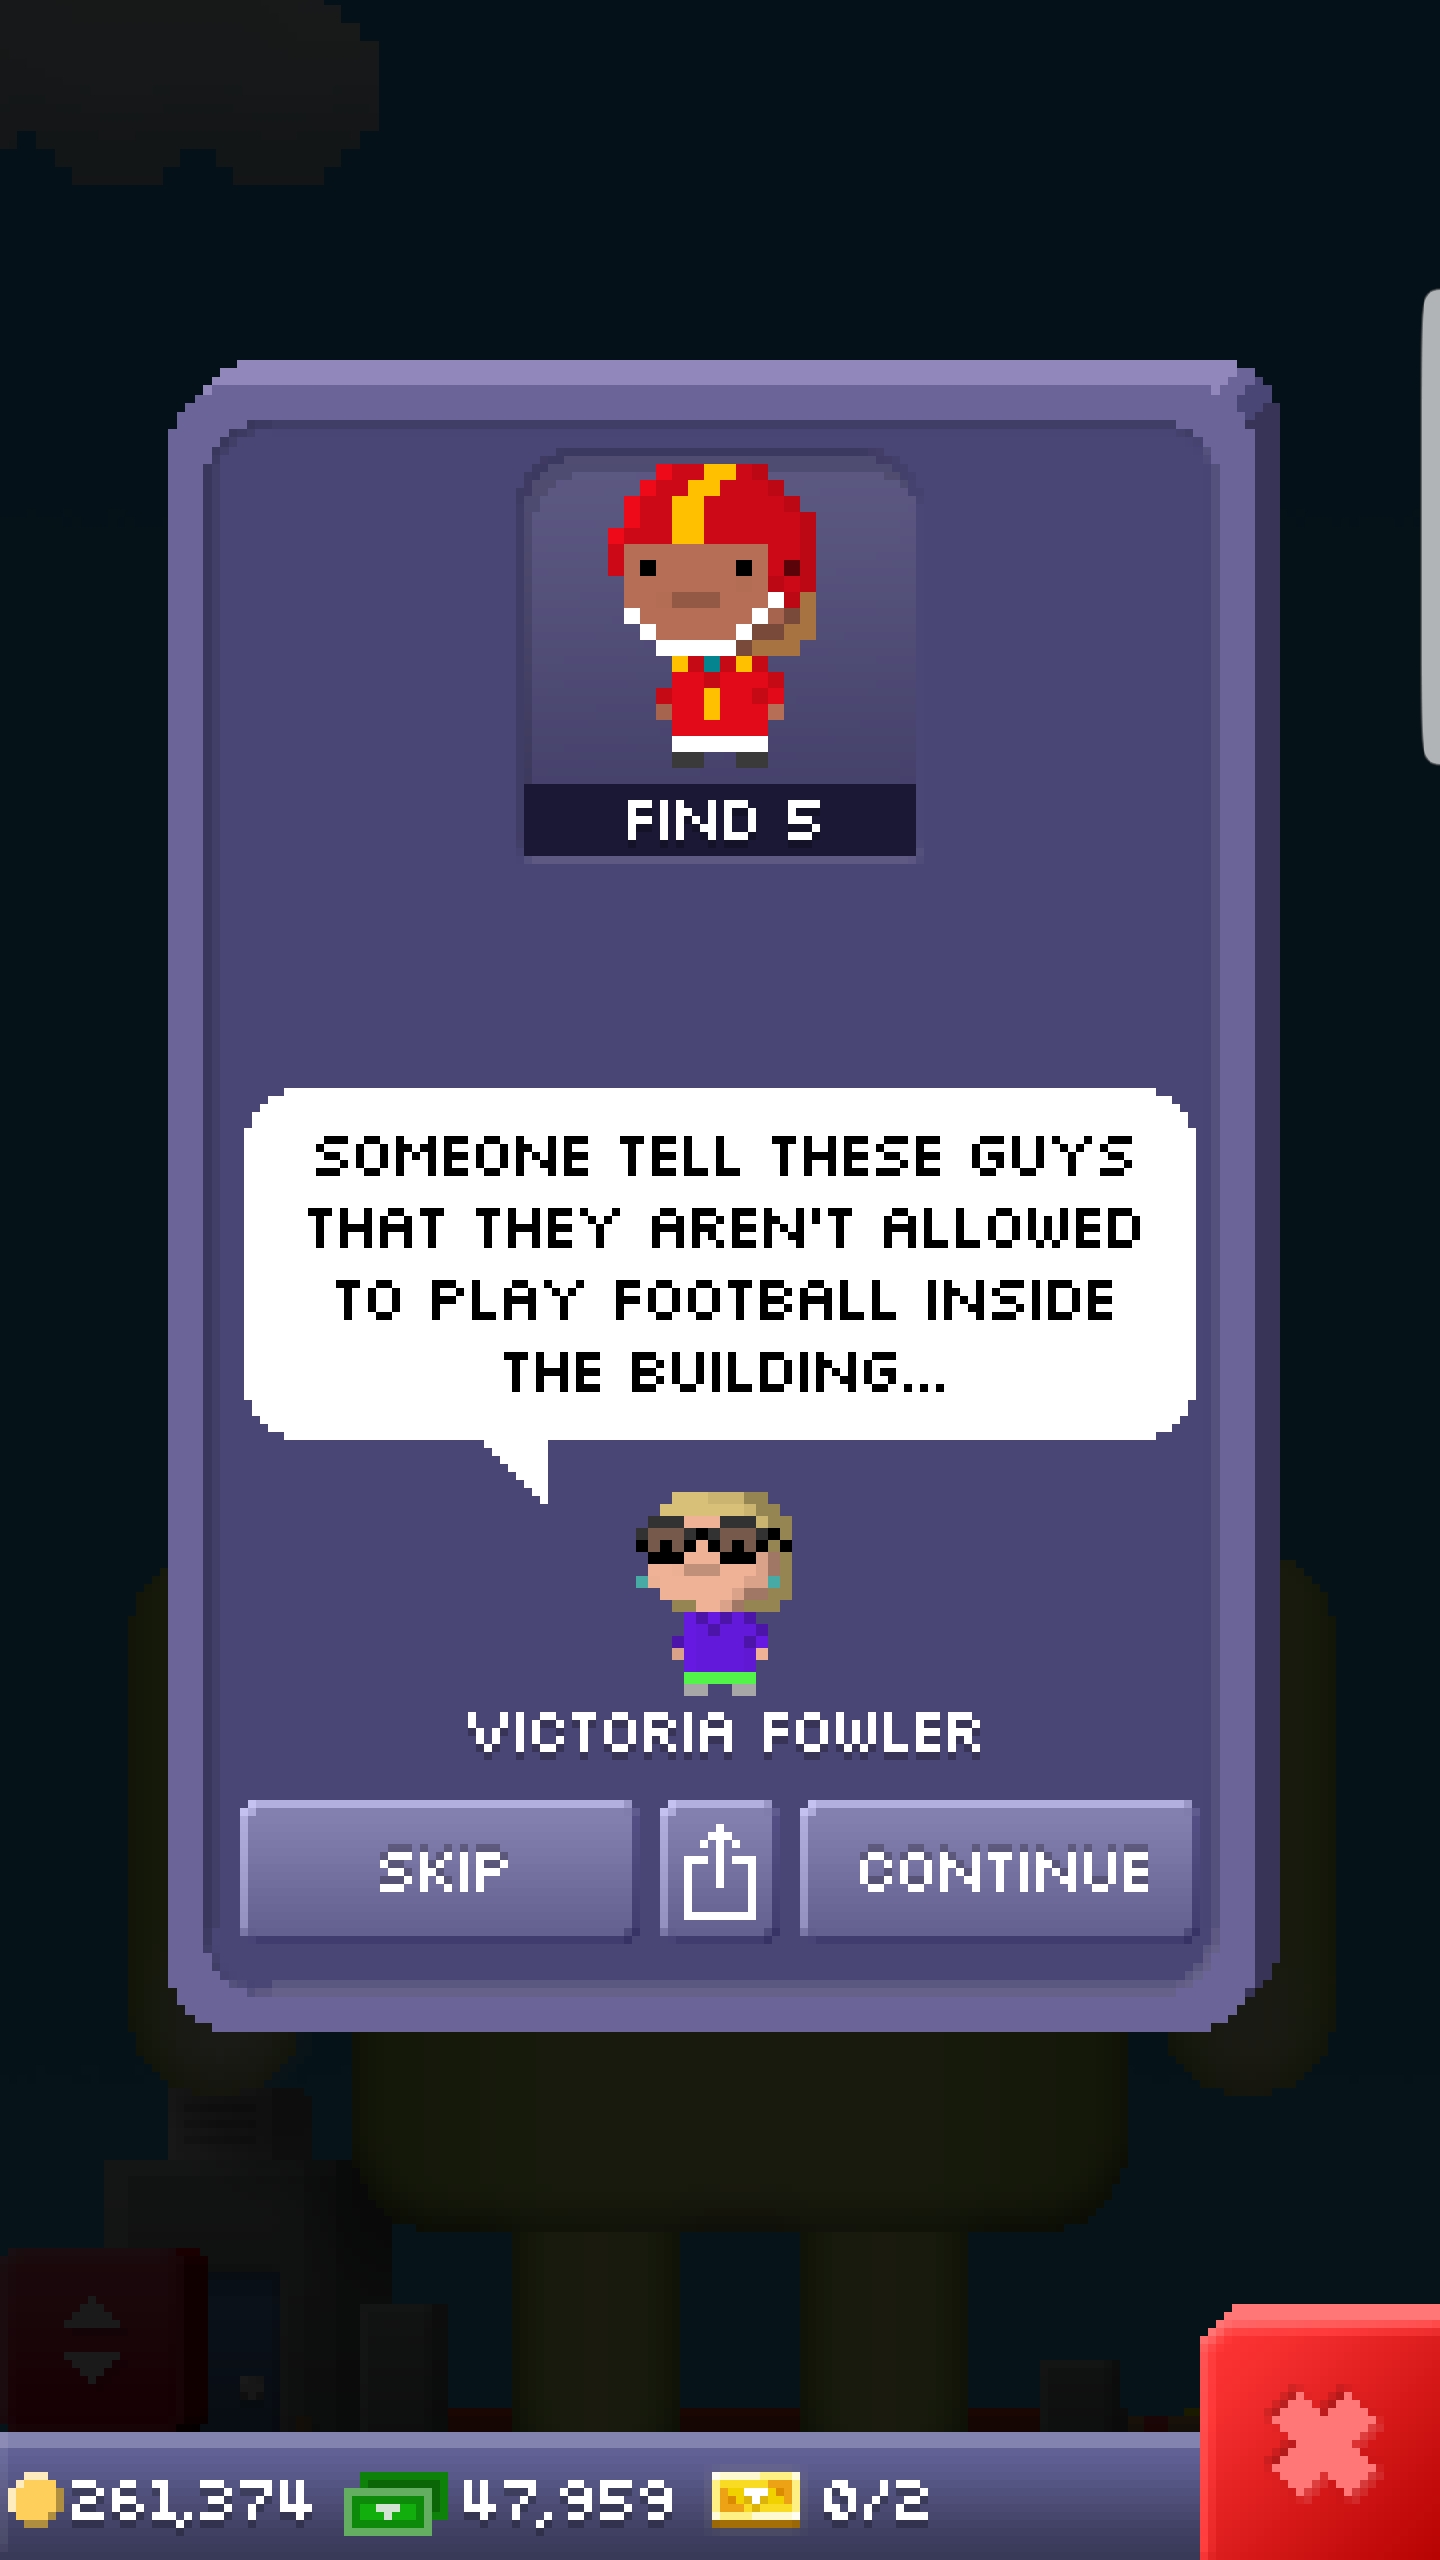 FIND 5
SOMEONE TELL THESE GUYS
THAT THEY AREN'T ALLOWED
TO PLAY FOOTBALL INSIDE
THE BUILDING...
VICTORIA FOWLER
SKIP
CONTINUE
261,374 47,959 0/2